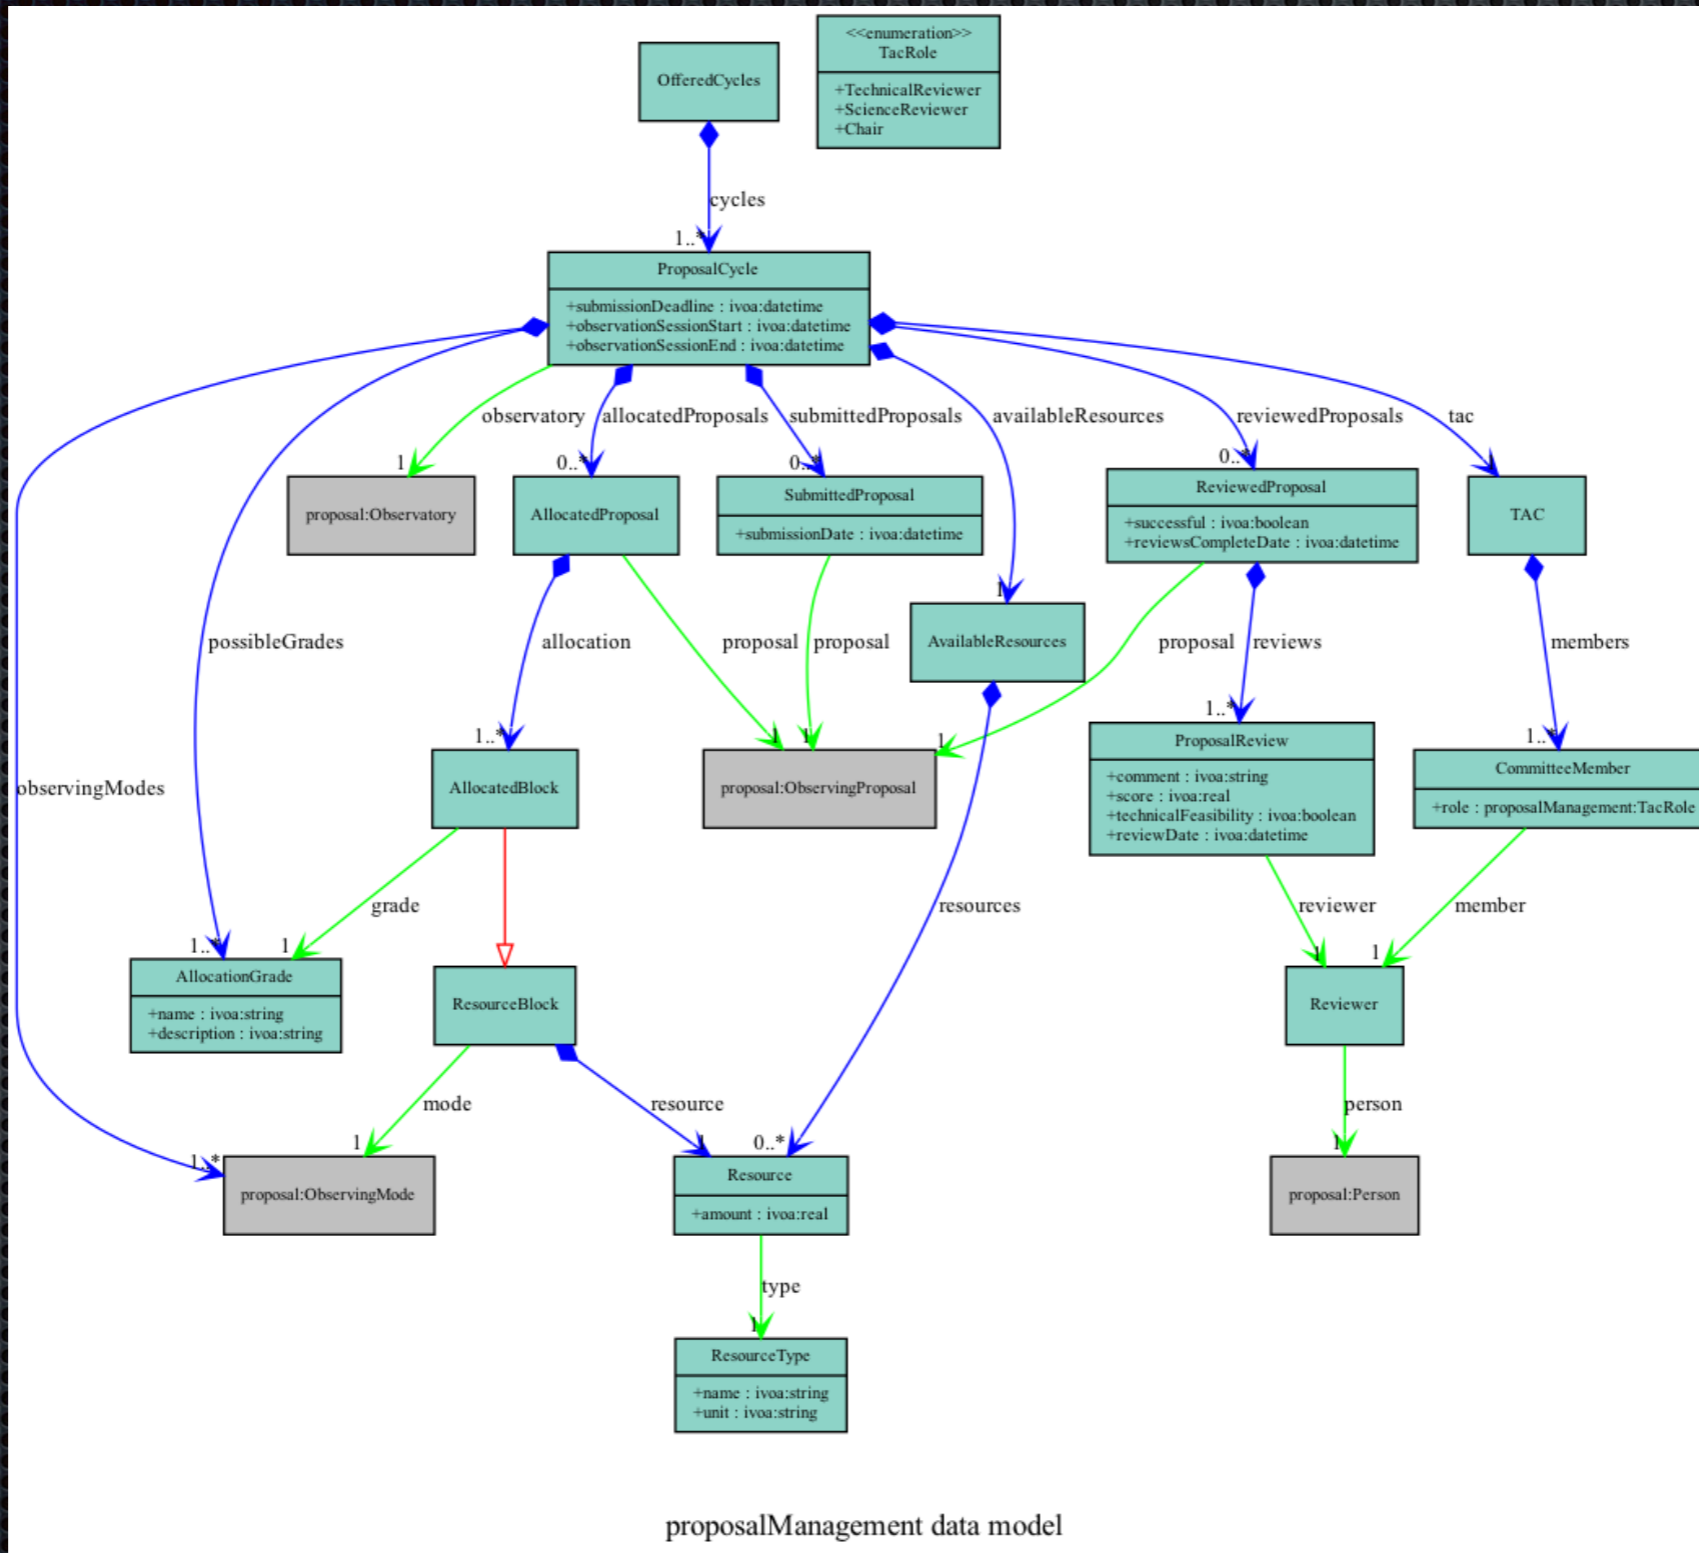 <<enumeration>>
TacRole
+TechnicalReviewer
+ScienceReviewer
+Chair
OfferedCycles
cycles
1..*
ProposalCycle
+submissionDeadline : ivoa:datetime
+observationSessionStart : ivoa:datetime
+observationSessionEnd : ivoa:datetime
observatory
allocatedProposals
submittedProposals
availableResources
reviewedProposals
tac
1
0..*
0..*
0..*
1
proposal:Observatory
AllocatedProposal
SubmittedProposal
+submissionDate : ivoa:datetime
ReviewedProposal
+successful : ivoa:boolean
+reviewsCompleteDate : ivoa:datetime
TAC
1
AvailableResources
possibleGrades
allocation
proposal
proposal
proposal
reviews
members
1..*
1
1
1
1..*
1..*
observingModes
AllocatedBlock
proposal:ObservingProposal
ProposalReview
+comment : ivoa:string
+score : ivoa:real
+technicalFeasibility : ivoa:boolean
+reviewDate : ivoa:datetime
CommitteeMember
+role : proposalManagement:TacRole
grade
resources
reviewer
member
1..*
1
1
1
AllocationGrade
+name : ivoa:string
+description : ivoa:string
ResourceBlock
Reviewer
mode
resource
person
1..*
1
1
0..*
1
proposal:ObservingMode
Resource
+amount : ivoa:real
proposal:Person
type
1
ResourceType
+name : ivoa:string
+unit : ivoa:string
proposalManagement data model